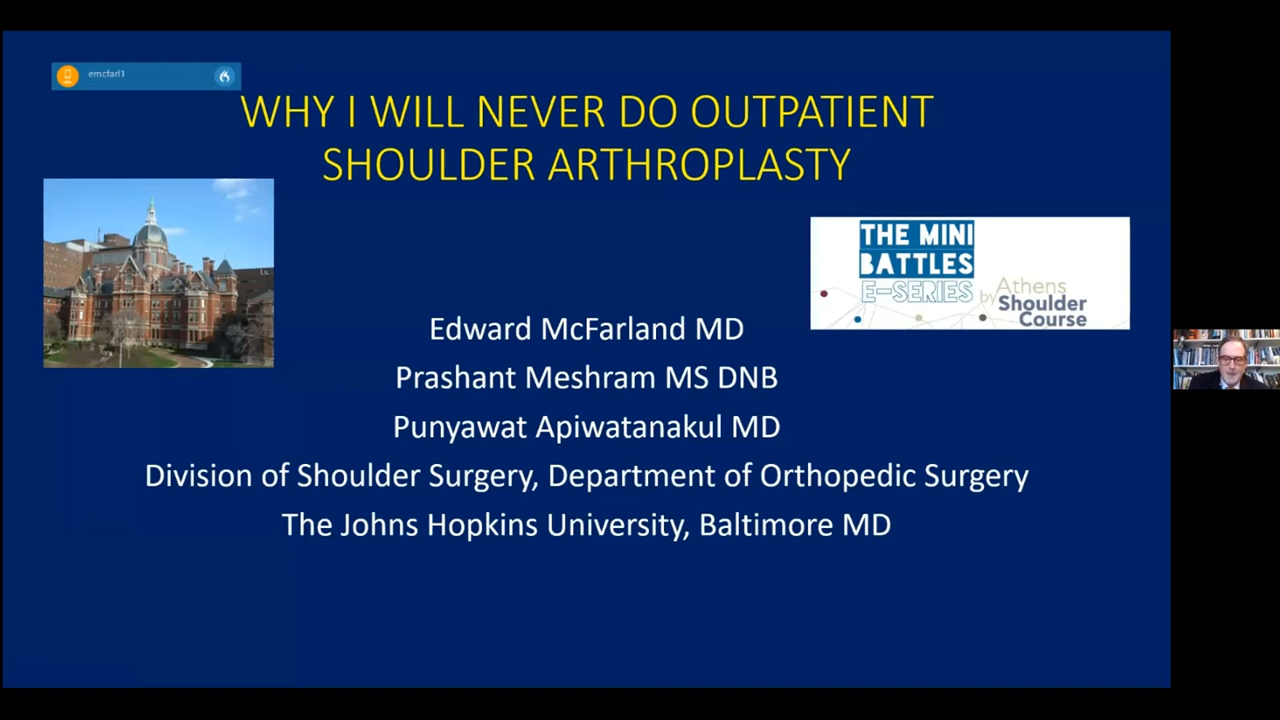 emcfarl1
WHY I WILL NEVER DO OUTPATIENT
SHOULDER ARTHROPLASTY
THE MINI
BATTLES
E-SERIES
by Athens
Shoulder
Course
Edward McFarland MD
Prashant Meshram MS DNB
Punyawat Apiwatanakul MD
Division of Shoulder Surgery, Department of Orthopedic Surgery
The Johns Hopkins University, Baltimore MD